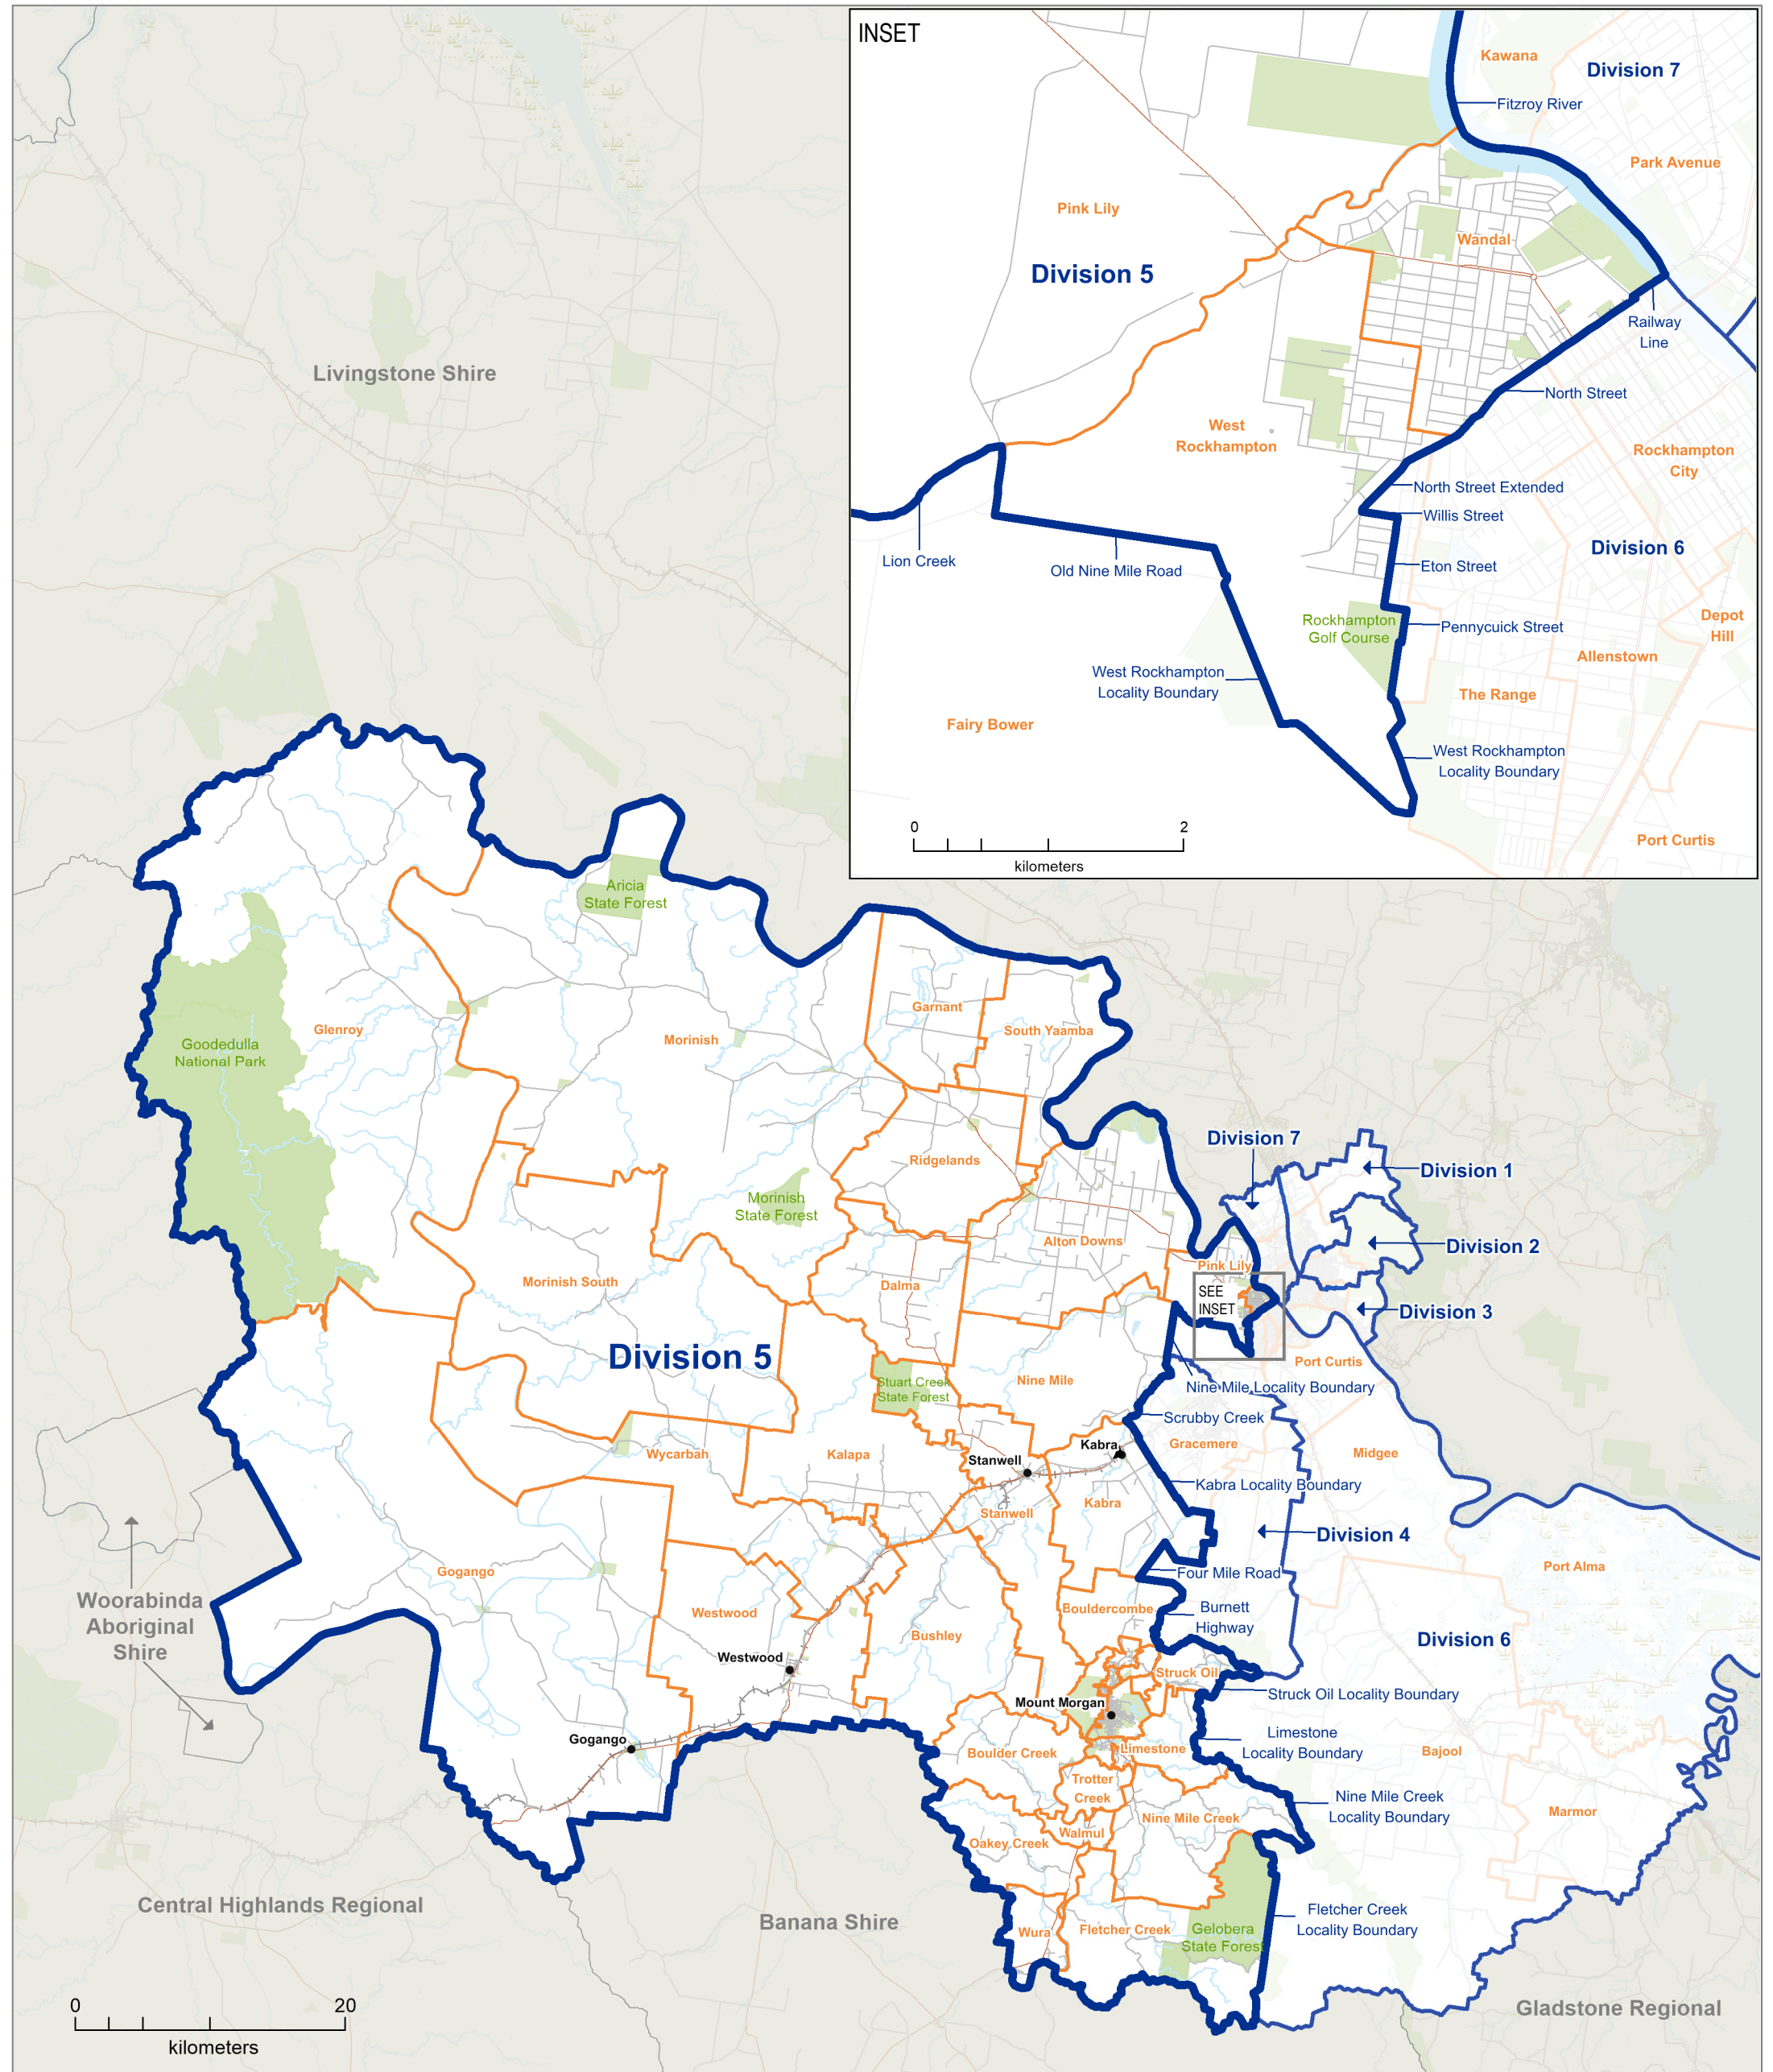 INSET
Kawana
Division 7
Fitzroy River
Park Avenue
Pink Lily
Wandal
Division 5
Railway
Line
North Street
West
Rockhampton
Rockhampton
City
North Street Extended
Willis Street
Division 6
Lion Creek
Old Nine Mile Road
Eton Street
Rockhampton
Golf Course
Pennycuick Street
Depot
Hill
Allenstown
West Rockhampton
Locality Boundary
The Range
Fairy Bower
West Rockhampton
Locality Boundary
Port Curtis
0 2
kilometers
Livingstone Shire
Aricia
State Forest
Garnant
South Yaamba
Glenroy
Morinish
Goodedulla
National Park
Division 7
Division 1
Ridgelands
Morinish
State Forest
Alton Downs
Division 2
Pink Lily
Morinish South
Dalma
SEE
INSET
Division 3
Division 5
Port Curtis
Stuart Creek
State Forest
Nine Mile
Nine Mile Locality Boundary
Scrubby Creek
Wycarbah
Kalapa
Kabra
Gracemere
Midgee
Stanwell
Kabra Locality Boundary
Kabra
Stanwell
Division 4
Gogango
Four Mile Road
Port Alma
Woorabinda
Aboriginal
Shire
Westwood
Bouldercombe
Burnett
Highway
Bushley
Division 6
Westwood
Struck Oil
Struck Oil Locality Boundary
Mount Morgan
Gogango
Limestone
Locality Boundary
Boulder Creek
Limestone
Bajool
Trotter
Creek
Nine Mile Creek
Locality Boundary
Nine Mile Creek
Marmor
Oakey Creek
Walmul
Central Highlands Regional
Banana Shire
Wura
Fletcher Creek
Gelobera
State Forest
Fletcher Creek
Locality Boundary
Gladstone Regional
0 20
kilometers